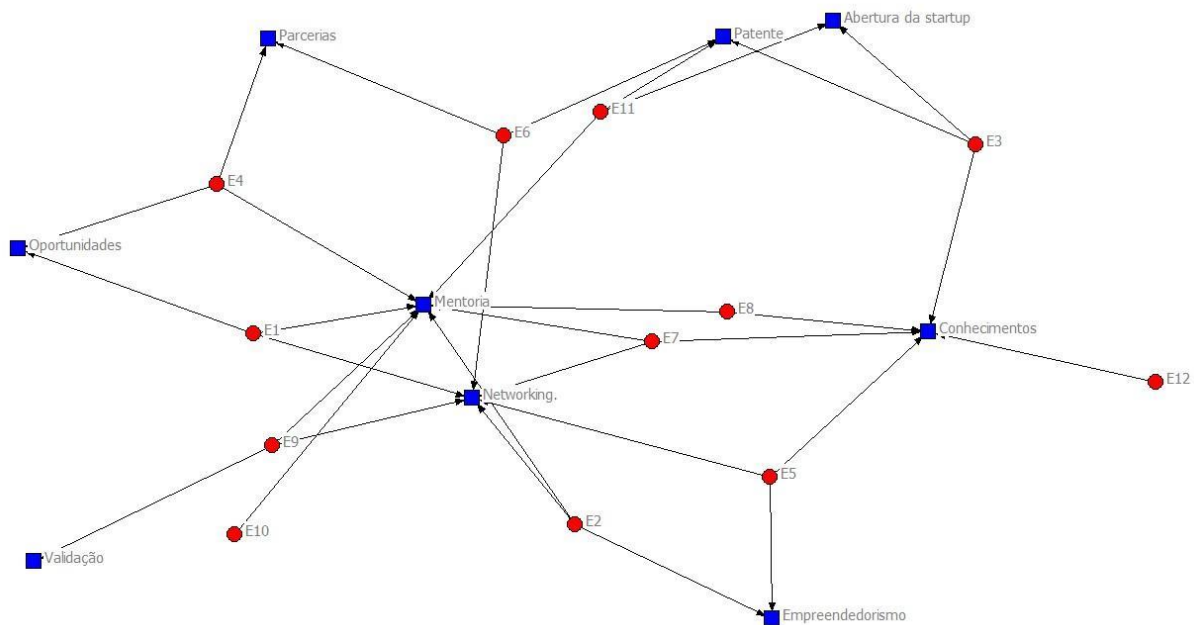 Abertura da startup
Parcerias
Patente
E11
E6
E3
E4
Oportunidades
Mentoria
E8
E1
Conhecimentos
E7
E12
Networking.
E9
E5
E2
E10
Validação
Empreendedorismo